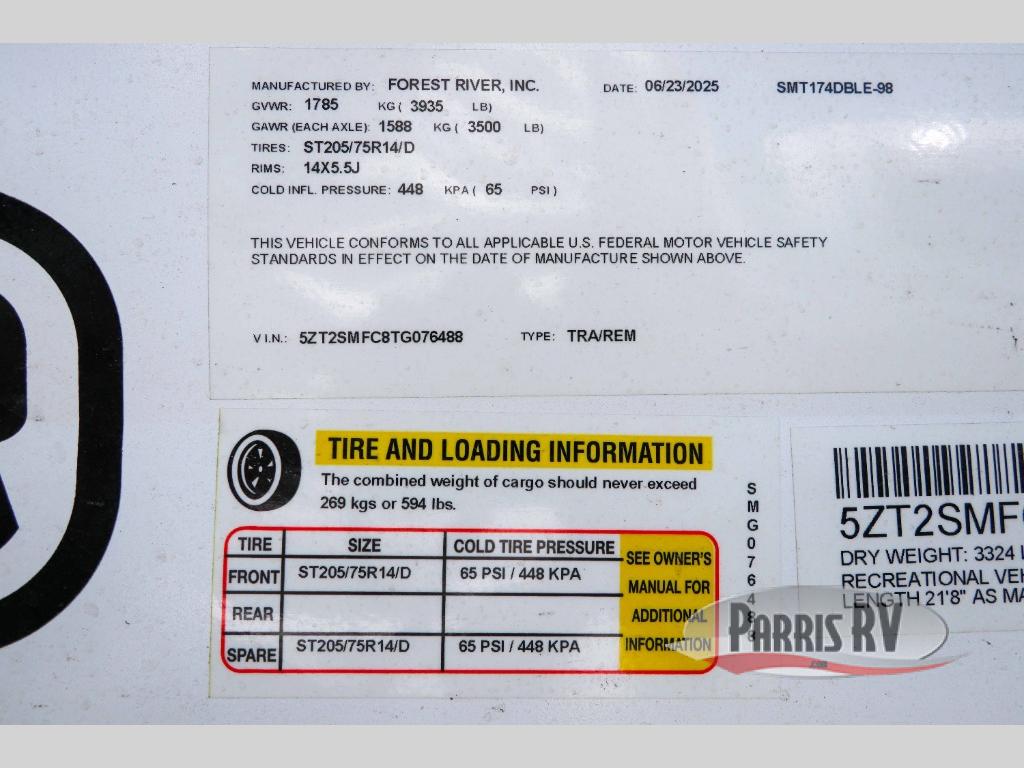 MANUFACTURED BY: FOREST RIVER, INC. DATE: 06/23/2025 SMT174DBLE-98
GVWR: 1785 KG ( 3935 LB)
GAWR (EACH AXLE): 1588 KG ( 3500 LB)
TIRES: ST205/75R14/D
RIMS: 14X5.5J
COLD INFL. PRESSURE: 448 KPA ( 65 PSI )
THIS VEHICLE CONFORMS TO ALL APPLICABLE U.S. FEDERAL MOTOR VEHICLE SAFETY
STANDARDS IN EFFECT ON THE DATE OF MANUFACTURE SHOWN ABOVE.
V I.N.: 5ZT2SMFC8TG076488 TYPE: TRA/REM
TIRE AND LOADING INFORMATION
The combined weight of cargo should never exceed
269 kgs or 594 lbs.
TIRE SIZE COLD TIRE PRESSURE
FRONT ST205/75R14/D 65 PSI / 448 KPA
REAR
SPARE ST205/75R14/D 65 PSI / 448 KPA
SEE OWNER'S
MANUAL FOR
ADDITIONAL
INFORMATION
SMG076488
5ZT2SMF
DRY WEIGHT: 3324
RECREATIONAL VEH
LENGTH 21'8" AS MA
PARRIS RV
.com